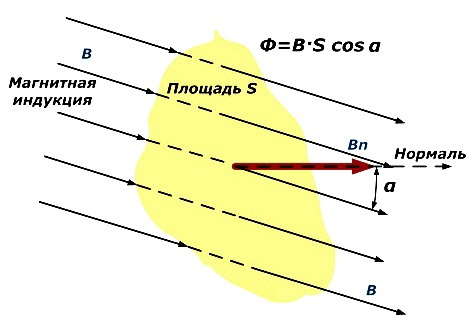 Ф=B·S cos a
B
Магнитная
индукция
Площадь S
Bn
Нормаль
a
B